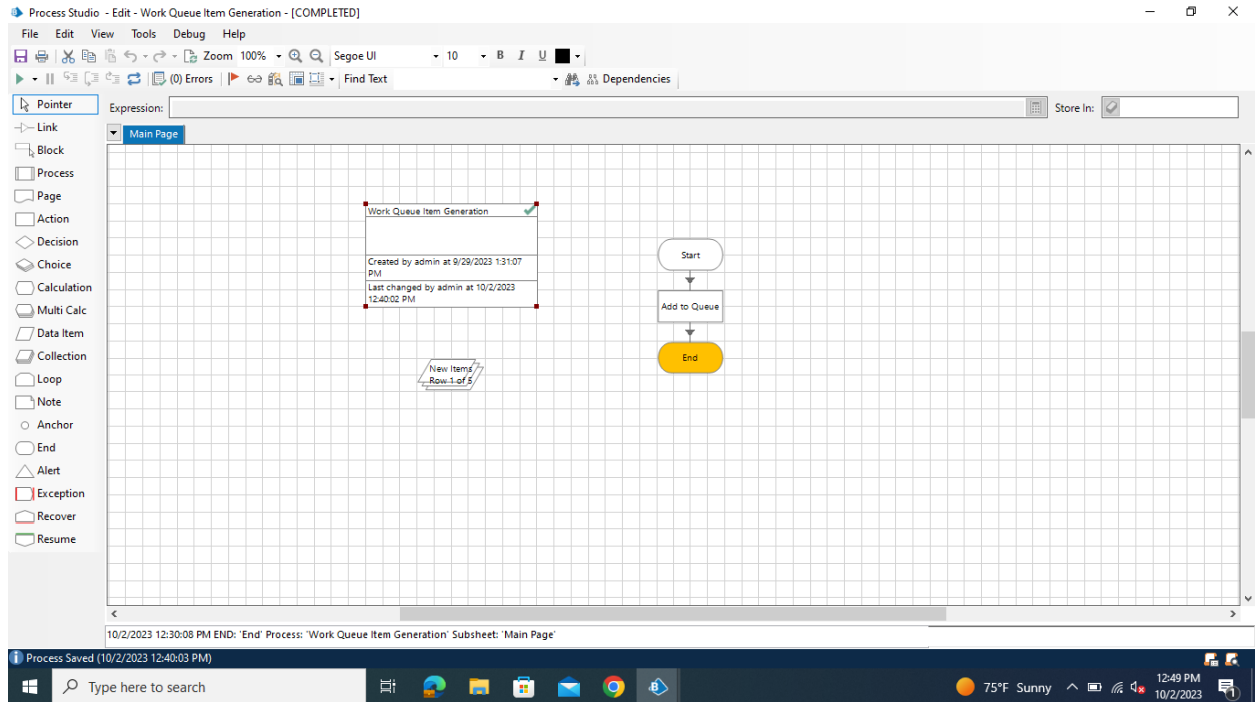 Process Studio - Edit - Work Queue Item Generation - [COMPLETED]
File Edit View Tools Debug Help
Zoom 100% Segoe UI 10 B I U
(0) Errors Find Text Dependencies
Pointer
Link
Block
Process
Page
Action
Decision
Choice
Calculation
Multi Calc
Data Item
Collection
Loop
Note
Anchor
End
Alert
Exception
Recover
Resume
Expression: Store In:
Main Page
Work Queue Item Generation
Created by admin at 9/29/2023 1:31:07
PM
Last changed by admin at 10/2/2023
12:40:02 PM
New Items
Row 1 of 5
Start
Add to Queue
End
10/2/2023 12:30:08 PM END: 'End' Process: 'Work Queue Item Generation' Subsheet: 'Main Page'
Process Saved (10/2/2023 12:40:03 PM)
Type here to search
75°F Sunny
12:49 PM
10/2/2023
1